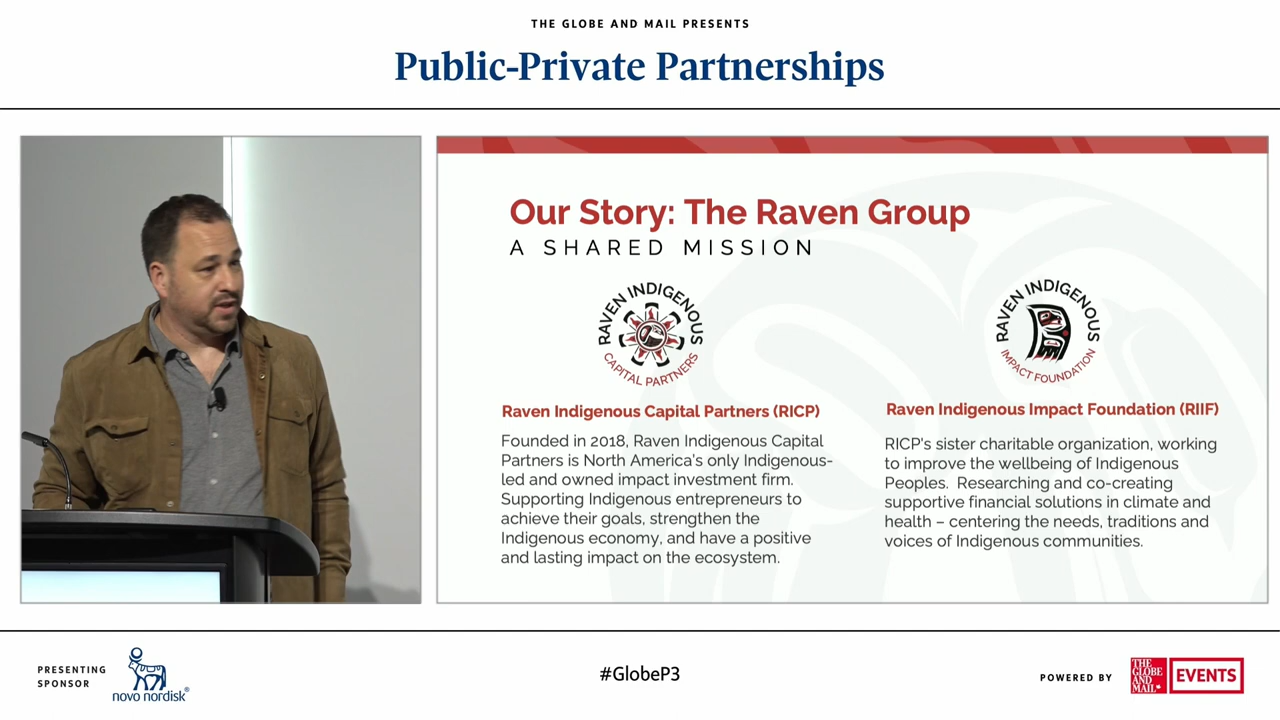 THE GLOBE AND MAIL PRESENTS
Public-Private Partnerships
Our Story: The Raven Group
A SHARED MISSION
RAVEN INDIGENOUS
CAPITAL PARTNERS
RAVEN INDIGENOUS
IMPACT FOUNDATION
Raven Indigenous Capital Partners (RICP)
Founded in 2018, Raven Indigenous Capital
Partners is North America's only Indigenous-
led and owned impact investment firm.
Supporting Indigenous entrepreneurs to
achieve their goals, strengthen the
Indigenous economy, and have a positive
and lasting impact on the ecosystem.
Raven Indigenous Impact Foundation (RIIF)
RICP's sister charitable organization, working
to improve the wellbeing of Indigenous
Peoples.  Researching and co-creating
supportive financial solutions in climate and
health – centering the needs, traditions and
voices of Indigenous communities.
PRESENTING
SPONSOR
novo nordisk®
#GlobeP3
POWERED BY
THE
GLOBE
AND
MAIL
EVENTS